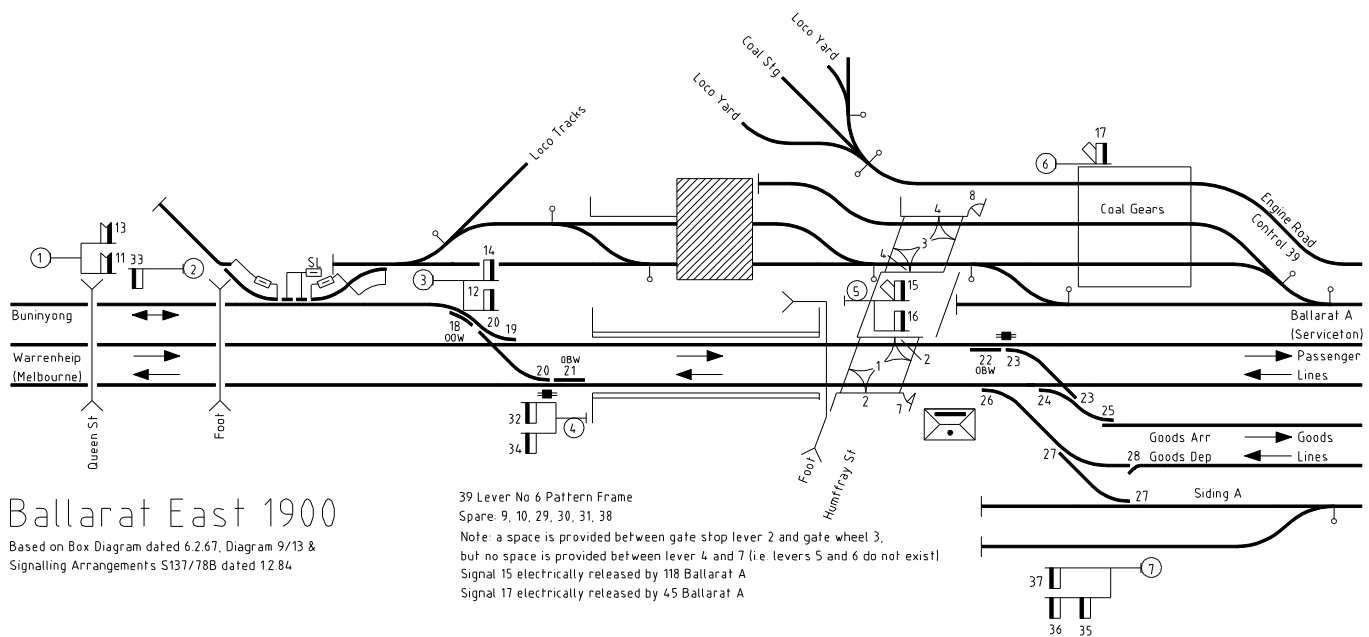 Loco Yard
Coal Stg
Loco Yard
Loco Tracks
17
6
Coal Gears
Engine Road
Control 39
13
1
11
33
2
SL
14
3
12
8
4
3
4
5
15
16
Buninyong
18
OOW
20
19
Ballarat A
(Serviceton)
Warrenheip
(Melbourne)
Passenger
Lines
20
OBW
21
1
2
2
7
22
OBW
23
23
24
25
26
32
34
4
Queen St
Foot
Foot
Humffray St
Goods Arr
Goods Dep
Goods
Lines
27
28
27
Siding A
Ballarat East 1900
Based on Box Diagram dated 6.2.67, Diagram 9/13 &
Signalling Arrangements S137/78B dated 1.2.84
39 Lever No 6 Pattern Frame
Spare: 9, 10, 29, 30, 31, 38
Note: a space is provided between gate stop lever 2 and gate wheel 3,
but no space is provided between lever 4 and 7 (i.e. levers 5 and 6 do not exist)
Signal 15 electrically released by 118 Ballarat A
Signal 17 electrically released by 45 Ballarat A
37
7
36
35